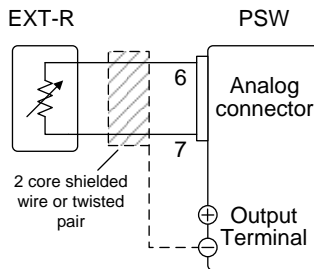 EXT-R
PSW
6
Analog
connector
7
2 core shielded
wire or twisted
pair
+
Output
Terminal
-